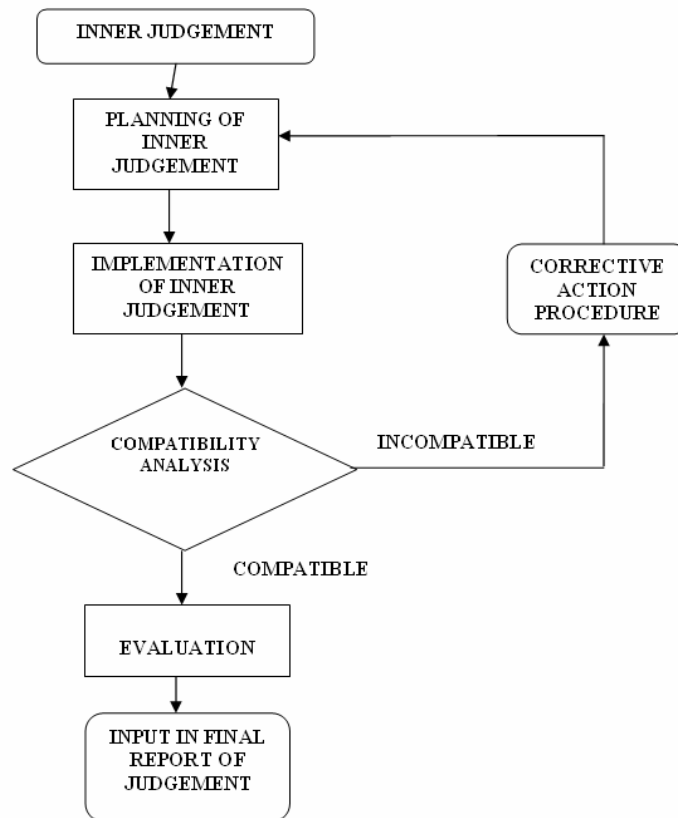 INNER JUDGEMENT
PLANNING OF
INNER
JUDGEMENT
IMPLEMENTATION
OF INNER
JUDGEMENT
CORRECTIVE
ACTION
PROCEDURE
COMPATIBILITY
ANALYSIS
INCOMPATIBLE
COMPATIBLE
EVALUATION
INPUT IN FINAL
REPORT OF
JUDGEMENT